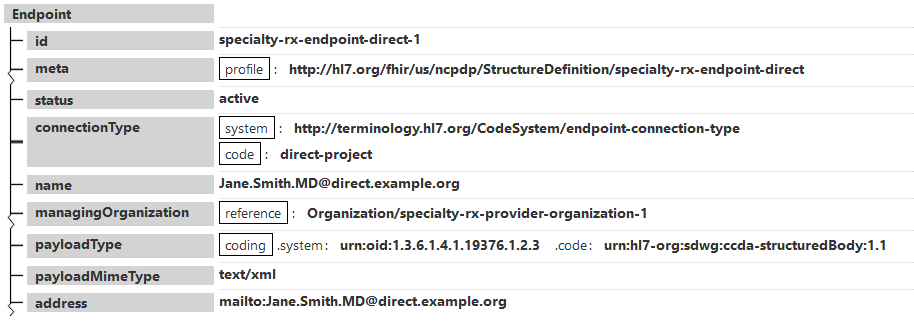 Endpoint
id specialty-rx-endpoint-direct-1
meta profile : http://hl7.org/fhir/us/ncpdp/StructureDefinition/specialty-rx-endpoint-direct
status active
connectionType system : http://terminology.hl7.org/CodeSystem/endpoint-connection-type
code : direct-project
name Jane.Smith.MD@direct.example.org
managingOrganization reference : Organization/specialty-rx-provider-organization-1
payloadType coding .system: urn:oid:1.3.6.1.4.1.19376.1.2.3 .code: urn:hl7-org:sdwg:ccda-structuredBody:1.1
payloadMimeType text/xml
address mailto:Jane.Smith.MD@direct.example.org